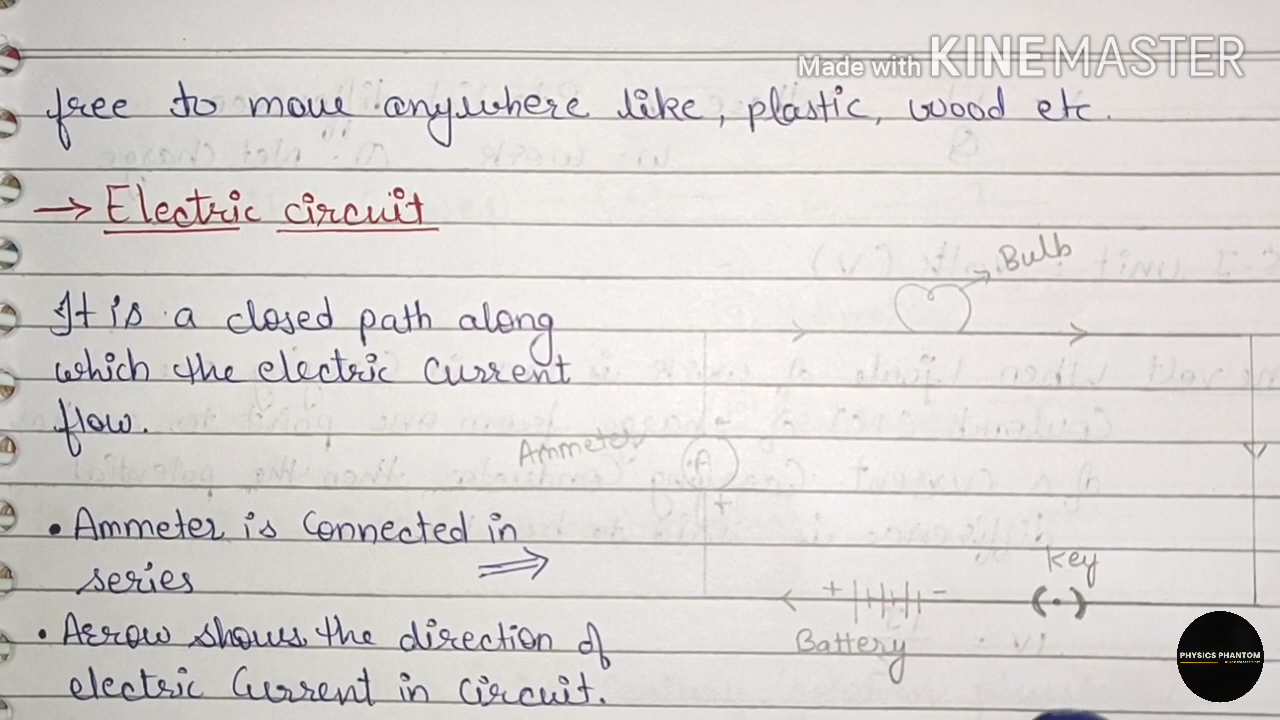 Made with KINEMASTER
free to move anywhere like, plastic, wood etc.
→ Electric circuit
Bulb
It is a closed path along
which the electric current
flow.
Ammeter
-
A
+
• Ammeter is connected in
series
⇒
Key
+ -
(·)
Battery
• Arrow shows the direction of
electric current in circuit.
PHYSICS PHANTOM